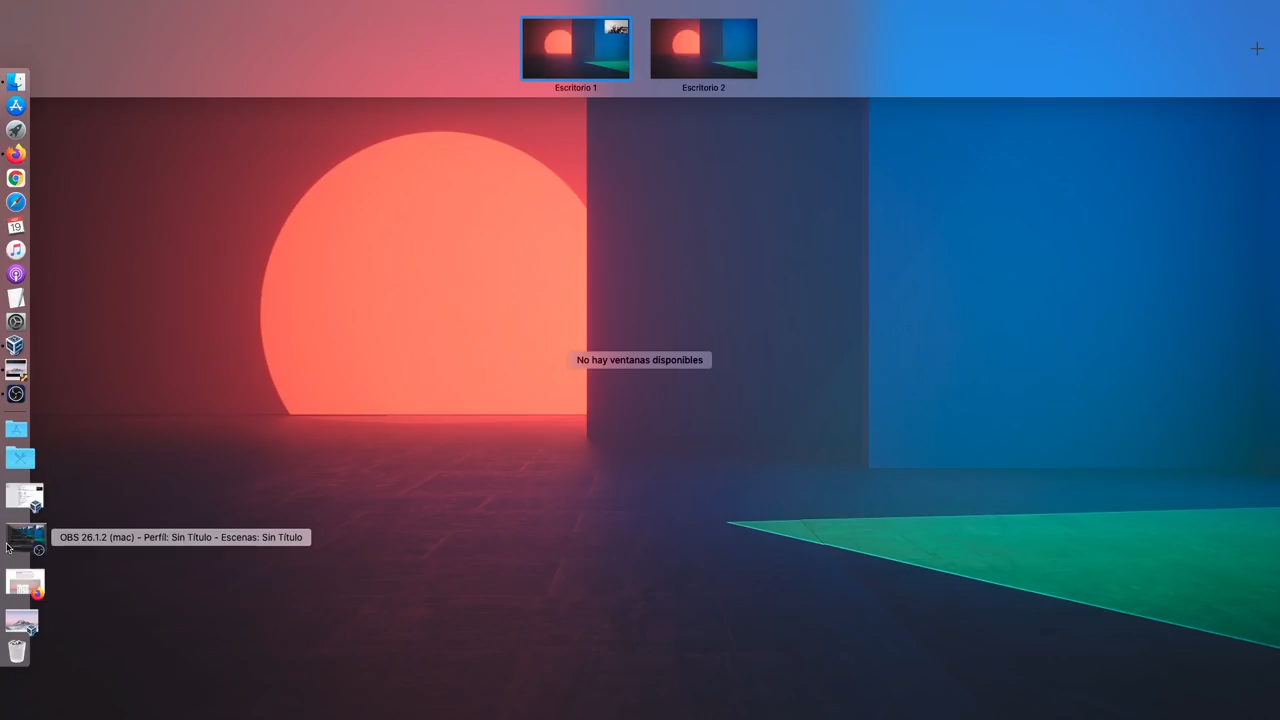 Escritorio 1
Escritorio 2
19
No hay ventanas disponibles
OBS 26.1.2 (mac) - Perfil: Sin Título - Escenas: Sin Título